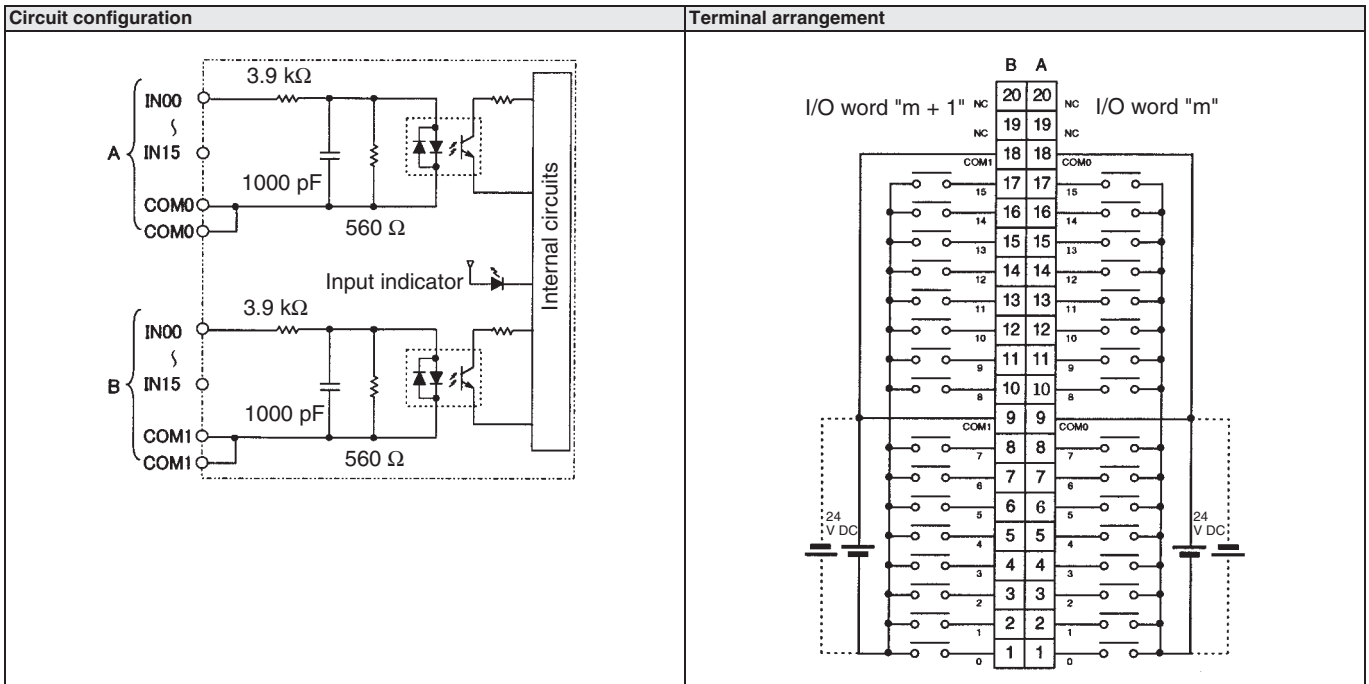 Circuit configuration
3.9 kΩ
IN00
A
IN15
1000 pF
COM0
COM0
560 Ω
Input indicator
Internal circuits
3.9 kΩ
IN00
B
IN15
1000 pF
COM1
COM1
560 Ω
Terminal arrangement
B A
I/O word "m + 1" NC 20 20 NC I/O word "m"
NC 19 19 NC
COM1 18 18 COM0
15 17 17 15
14 16 16 14
13 15 15 13
12 14 14 12
11 13 13 11
10 12 12 10
9 11 11 9
8 10 10 8
COM1 9 9 COM0
7 8 8 7
6 7 7 6
5 6 6 5
24 V DC
4 5 5 4
24 V DC
3 4 4 3
2 3 3 2
1 2 2 1
0 1 1 0